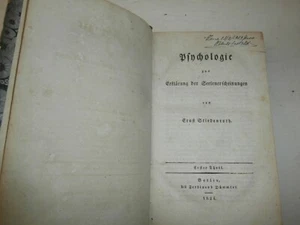 Psychologie
zur
Erklärung der Seelenerscheinungen
von
Ernst Stiedenroth.
Erster Theil.
Berlin,
bei Ferdinand Dümmler
1824.